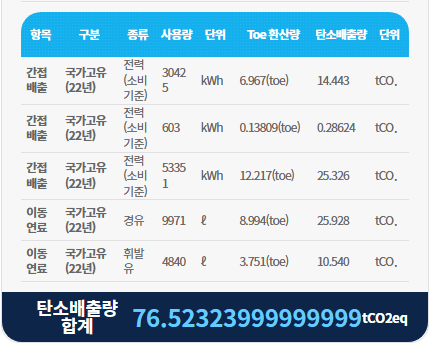 항목 구분 종류 사용량 단위 Toe 환산량 탄소배출량 단위
간접 배출 국가고유 (22년) 전력 (소비 기준) 30425 kWh 6.967(toe) 14.443 tCO₂
간접 배출 국가고유 (22년) 전력 (소비 기준) 603 kWh 0.13809(toe) 0.28624 tCO₂
간접 배출 국가고유 (22년) 전력 (소비 기준) 53351 kWh 12.217(toe) 25.326 tCO₂
이동 연료 국가고유 (22년) 경유 9971 ℓ 8.994(toe) 25.928 tCO₂
이동 연료 국가고유 (22년) 휘발유 4840 ℓ 3.751(toe) 10.540 tCO₂
탄소배출량 합계 76.52323999999999tCO2eq